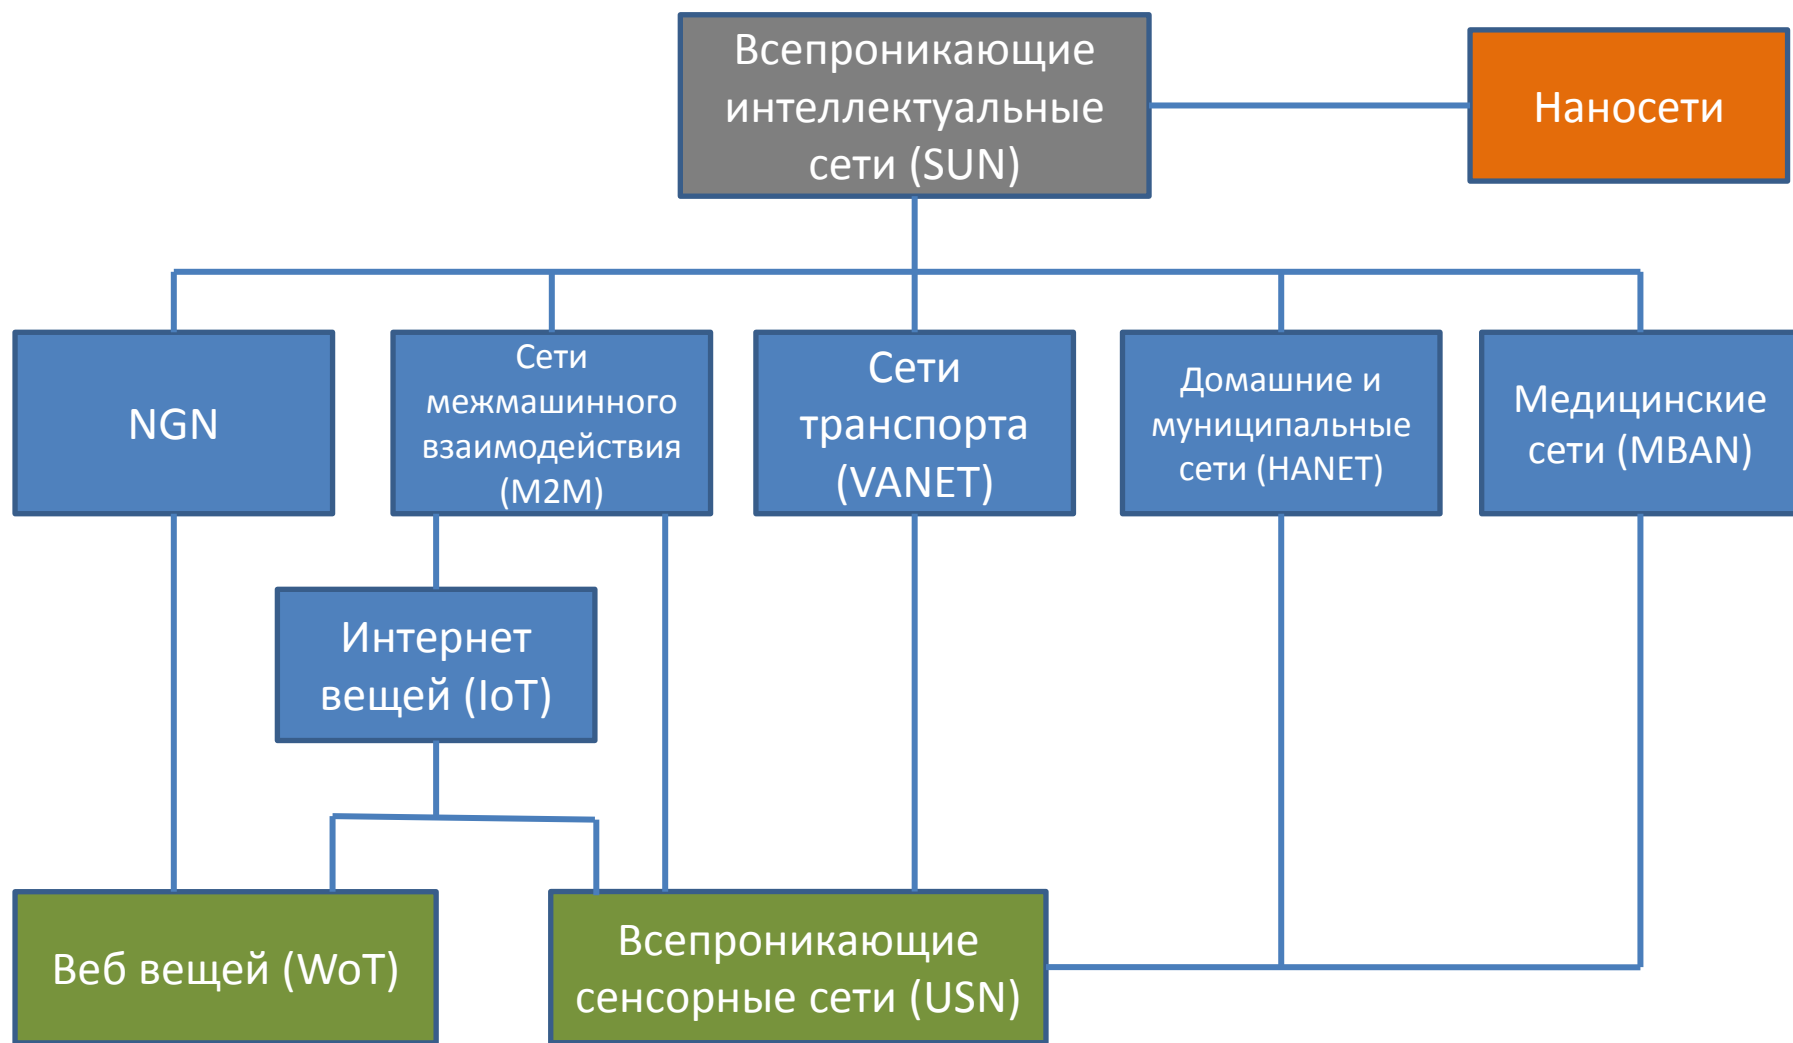 Всепроникающие
интеллектуальные
сети (SUN)
Наносети
NGN
Сети
межмашинного
взаимодействия
(M2M)
Сети
транспорта
(VANET)
Домашние и
муниципальные
сети (HANET)
Медицинские
сети (MBAN)
Интернет
вещей (IoT)
Веб вещей (WoT)
Всепроникающие
сенсорные сети (USN)